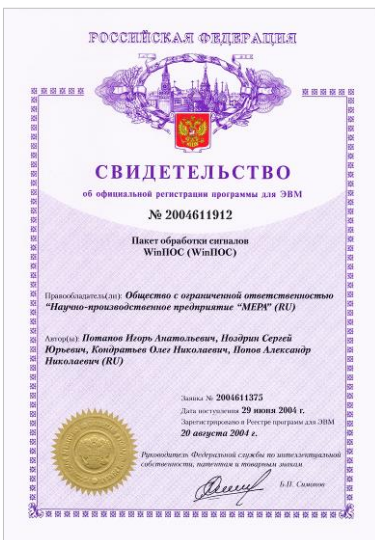 РОССИЙСКАЯ ФЕДЕРАЦИЯ
СВИДЕТЕЛЬСТВО
об официальной регистрации программы для ЭВМ
№ 2004611912
Пакет обработки сигналов
WinПОС (WinПОС)
Правообладатель(ли): Общество с ограниченной ответственностью
“Научно-производственное предприятие “МЕРА” (RU)
Автор(ы): Потапов Игорь Анатольевич, Ноздрин Сергей
Юрьевич, Кондратьев Олег Николаевич, Попов Александр
Николаевич (RU)
Заявка № 2004611375
Дата поступления 29 июня 2004 г.
Зарегистрировано в Реестре программ для ЭВМ
20 августа 2004 г.
Руководитель Федеральной службы по интеллектуальной
собственности, патентам и товарным знакам
Б.П. Симонов